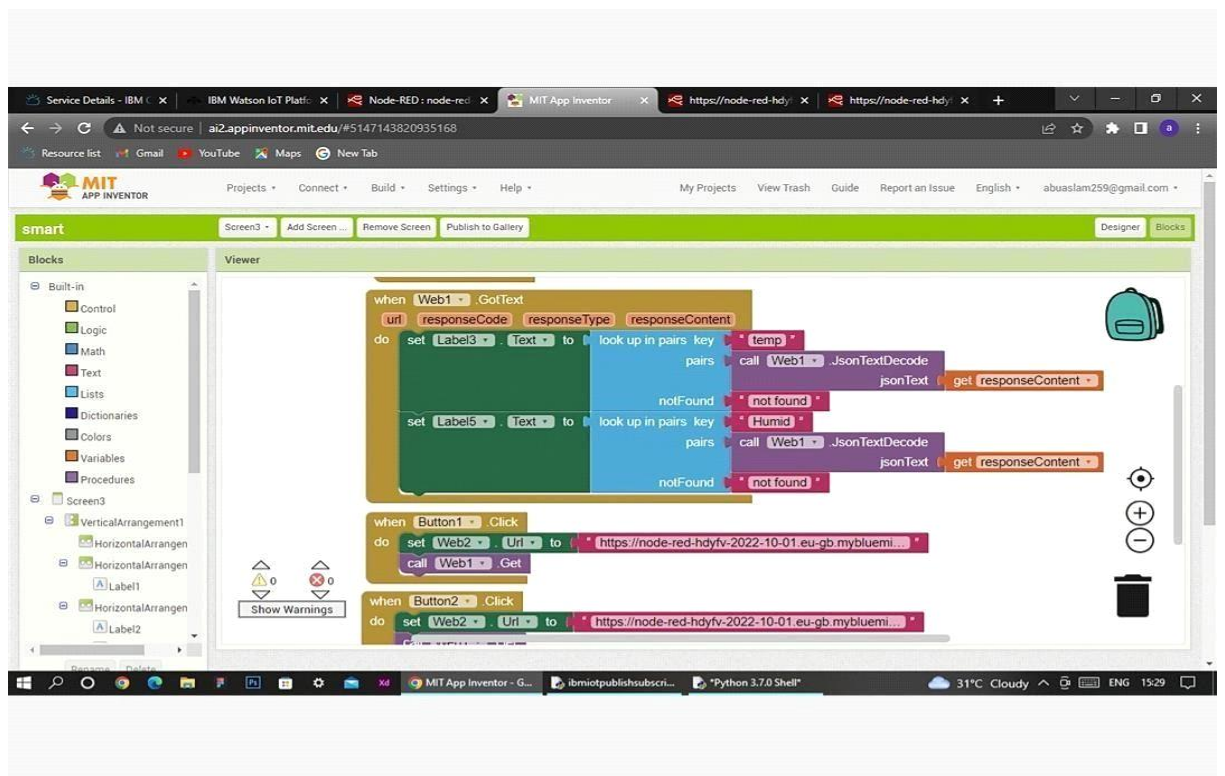 Service Details - IBM C
IBM Watson IoT Platfo
Node-RED : node-red
MIT App Inventor
https://node-red-hdyf
https://node-red-hdyf
Not secure | ai2.appinventor.mit.edu/#5147143820935168
a
Resource list Gmail YouTube Maps New Tab
MIT
APP INVENTOR
Projects Connect Build Settings Help My Projects View Trash Guide Report an Issue English abuaslam259@gmail.com
smart
Screen3 Add Screen ... Remove Screen Publish to Gallery Designer Blocks
Blocks
Viewer
Built-in
Control
Logic
Math
Text
Lists
Dictionaries
Colors
Variables
Procedures
Screen3
VerticalArrangement1
HorizontalArrangen
HorizontalArrangen
Label1
HorizontalArrangen
Label2
Rename Delete
when Web1 .GotText
url responseCode responseType responseContent
do set Label3 . Text to look up in pairs key " temp "
pairs call Web1 .JsonTextDecode
jsonText get responseContent
notFound " not found "
set Label5 . Text to look up in pairs key " Humid "
pairs call Web1 .JsonTextDecode
jsonText get responseContent
notFound " not found "
when Button1 .Click
do set Web2 . Url to " https://node-red-hdyfv-2022-10-01.eu-gb.mybluemi... "
call Web1 .Get
when Button2 .Click
do set Web2 . Url to " https://node-red-hdyfv-2022-10-01.eu-gb.mybluemi... "
0 0
Show Warnings
Ps
Xd
MIT App Inventor - G...
ibmiotpublishsubscri...
*Python 3.7.0 Shell*
31°C Cloudy
ENG 15:29